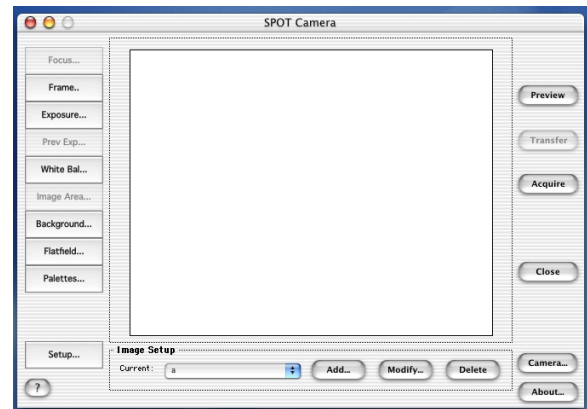 SPOT Camera
Focus...
Frame..
Exposure...
Prev Exp...
White Bal...
Image Area...
Background...
Flatfield...
Palettes...
Setup...
?
Preview
Transfer
Acquire
Close
Camera...
About...
Image Setup
Current: a
Add... Modify... Delete